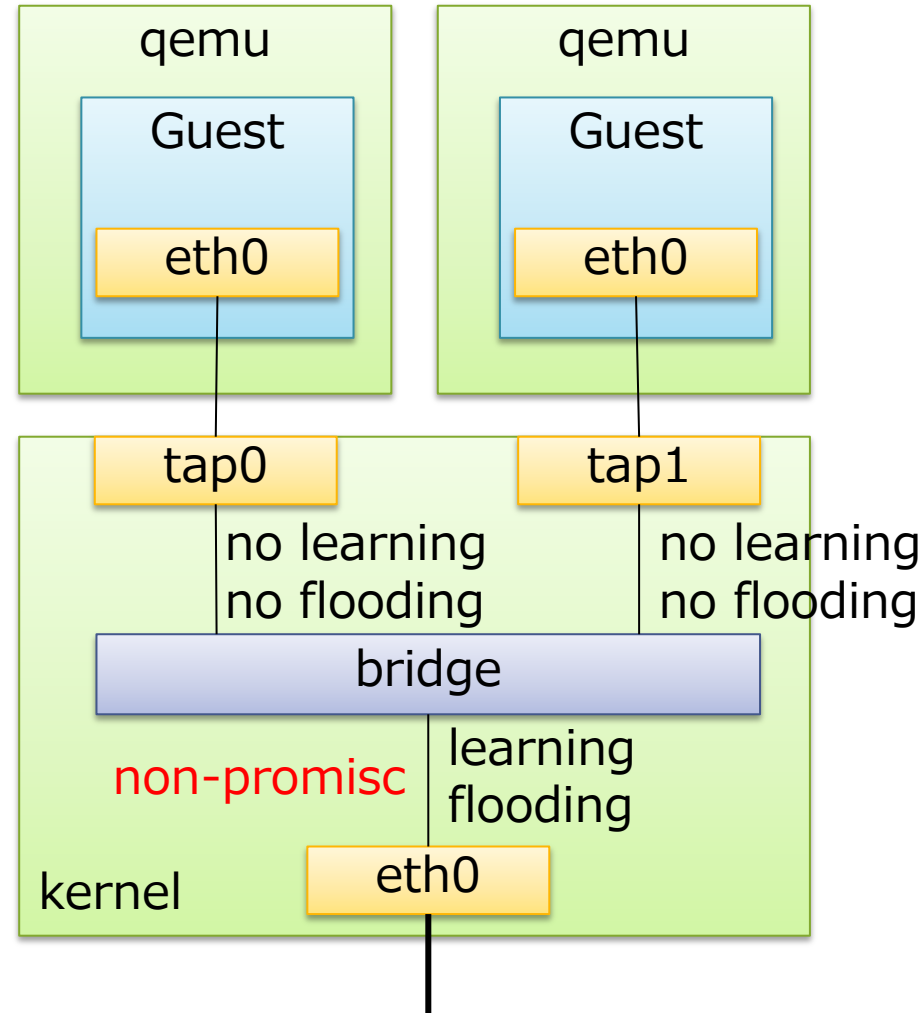 qemu
qemu
Guest
Guest
eth0
eth0
tap0
tap1
no learning
no flooding
no learning
no flooding
bridge
non-promisc
learning
flooding
eth0
kernel